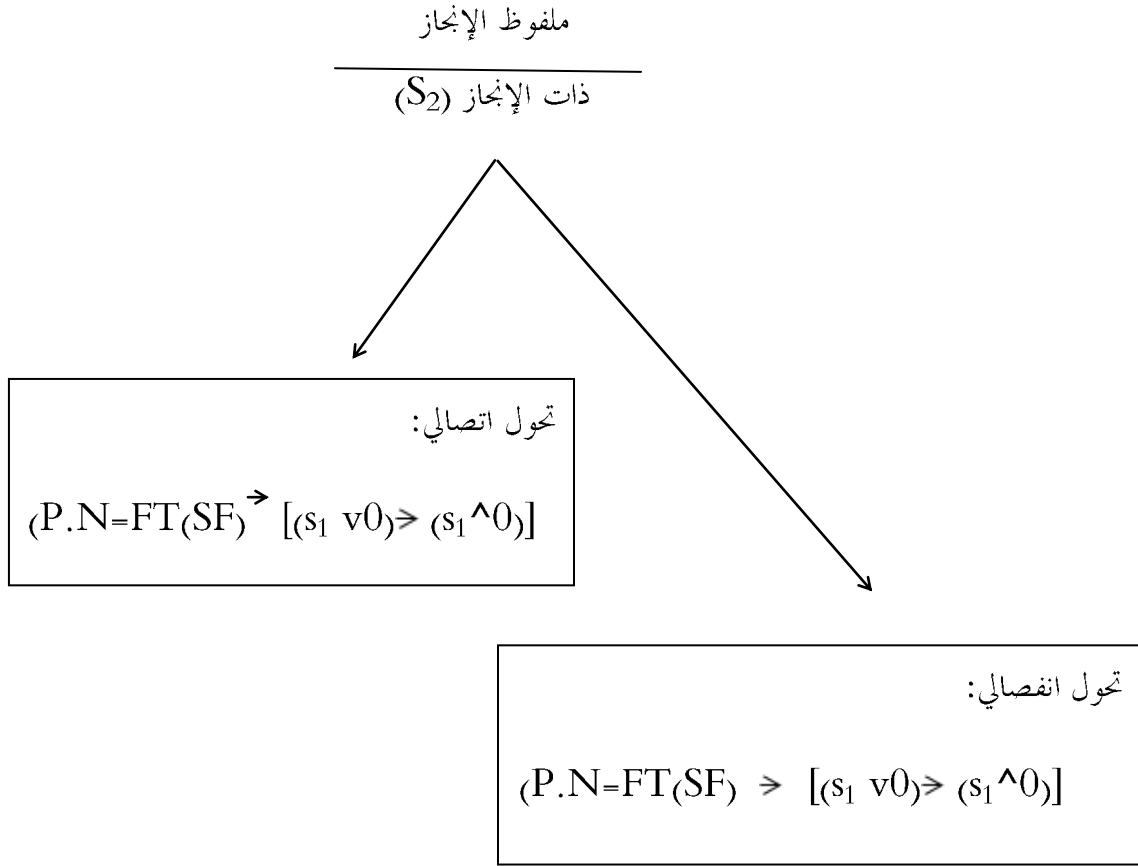 ملفوظ الإنجاز
ذات الإنجاز (S₂)
تحول اتصالي:
(P.N=FT(SF) → [(s₁ v0)→ (s₁^0)]
تحول انفصالي:
(P.N=FT(SF) → [(s₁ v0)→ (s₁^0)]